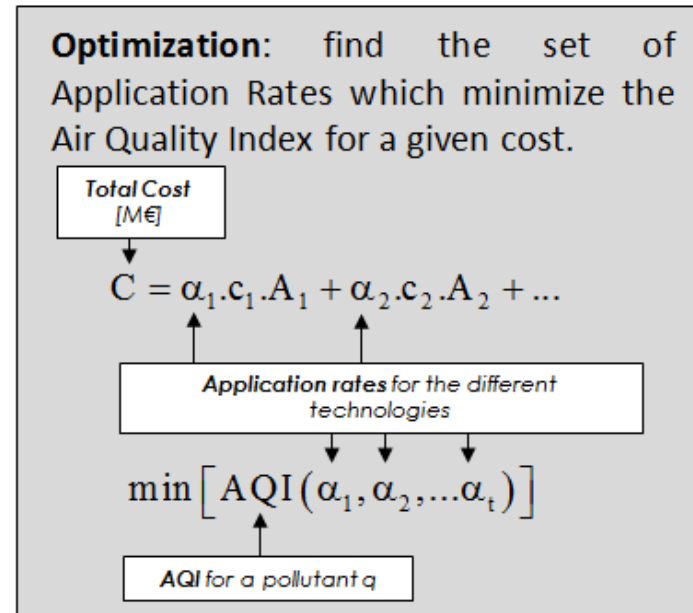 Optimization: find the set of
Application Rates which minimize the
Air Quality Index for a given cost.
Total Cost
[M€]
C = α₁.c₁.A₁ + α₂.c₂.A₂ + ...
Application rates for the different
technologies
min[AQI(α₁,α₂,...αₜ)]
AQI for a pollutant q